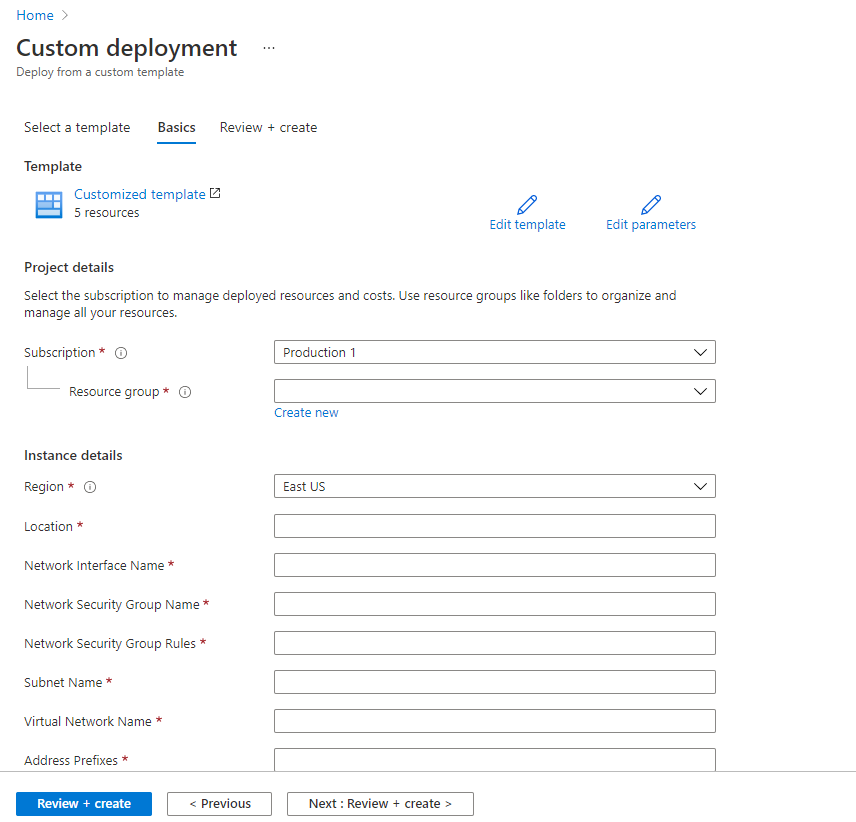 Home >
Custom deployment ...
Deploy from a custom template
Select a template Basics Review + create
Template
Customized template
5 resources
Edit template Edit parameters
Project details
Select the subscription to manage deployed resources and costs. Use resource groups like folders to organize and
manage all your resources.
Subscription * Production 1
Resource group *
Create new
Instance details
Region * East US
Location *
Network Interface Name *
Network Security Group Name *
Network Security Group Rules *
Subnet Name *
Virtual Network Name *
Address Prefixes *
Review + create < Previous Next : Review + create >